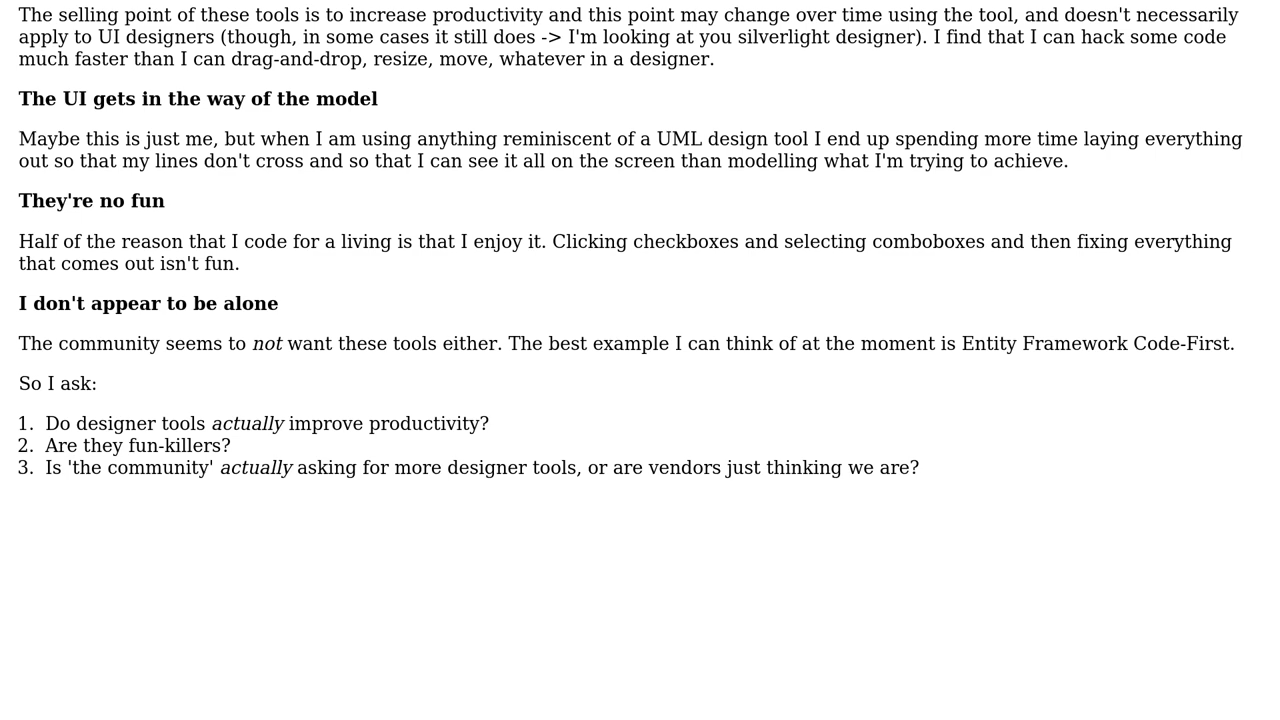 The selling point of these tools is to increase productivity and this point may change over time using the tool, and doesn't necessarily
apply to UI designers (though, in some cases it still does -> I'm looking at you silverlight designer). I find that I can hack some code
much faster than I can drag-and-drop, resize, move, whatever in a designer.
The UI gets in the way of the model
Maybe this is just me, but when I am using anything reminiscent of a UML design tool I end up spending more time laying everything
out so that my lines don't cross and so that I can see it all on the screen than modelling what I'm trying to achieve.
They're no fun
Half of the reason that I code for a living is that I enjoy it. Clicking checkboxes and selecting comboboxes and then fixing everything
that comes out isn't fun.
I don't appear to be alone
The community seems to not want these tools either. The best example I can think of at the moment is Entity Framework Code-First.
So I ask:
1. Do designer tools actually improve productivity?
2. Are they fun-killers?
3. Is 'the community' actually asking for more designer tools, or are vendors just thinking we are?